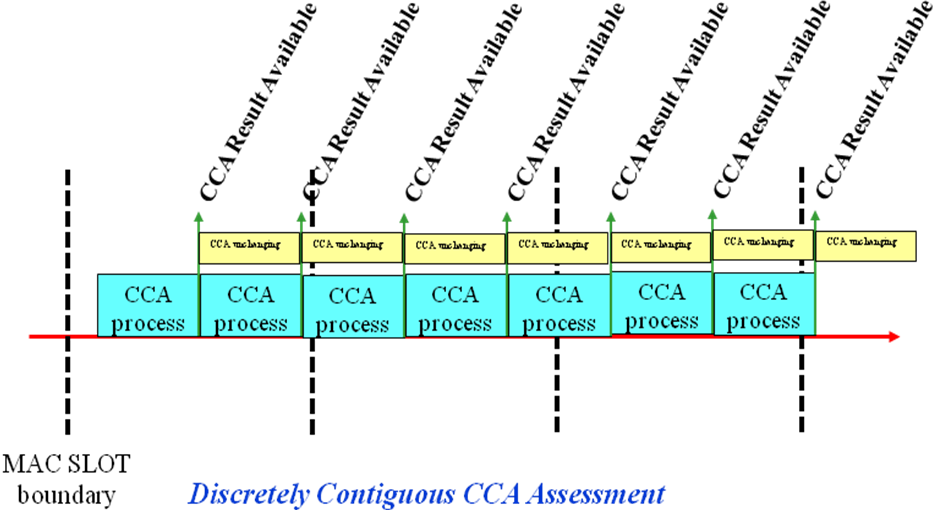 CCA Result Available
CCA Result Available
CCA Result Available
CCA Result Available
CCA Result Available
CCA Result Available
CCA Result Available
CCA unchanging
CCA unchanging
CCA unchanging
CCA unchanging
CCA unchanging
CCA unchanging
CCA unchanging
CCA
process
CCA
process
CCA
process
CCA
process
CCA
process
CCA
process
CCA
process
MAC SLOT
boundary
Discretely Contiguous CCA Assessment